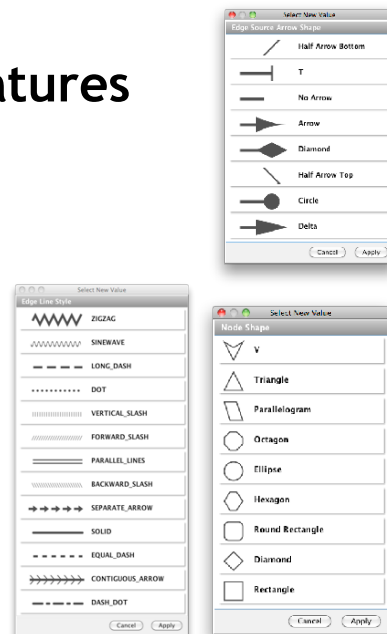 atures
Select New Value
Edge Source Arrow Shape
Half Arrow Bottom
T
No Arrow
Arrow
Diamond
Half Arrow Top
Circle
Delta
Cancel Apply
Select New Value
Edge Line Style
ZIGZAG
SINEWAVE
LONG_DASH
DOT
VERTICAL_SLASH
FORWARD_SLASH
PARALLEL_LINES
BACKWARD_SLASH
SEPARATE_ARROW
SOLID
EQUAL_DASH
CONTIGUOUS_ARROW
DASH_DOT
Cancel Apply
Select New Value
Node Shape
V
Triangle
Parallelogram
Octagon
Ellipse
Hexagon
Round Rectangle
Diamond
Rectangle
Cancel Apply